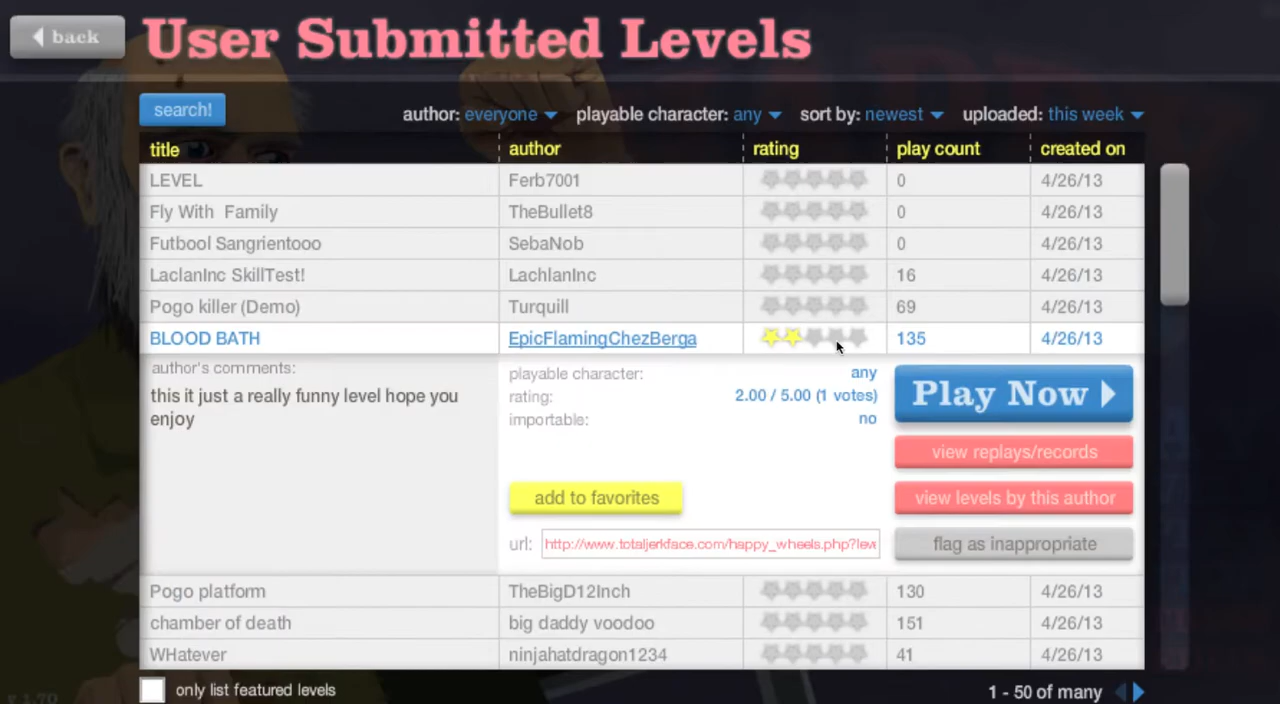 back
User Submitted Levels
search!
author: everyone playable character: any sort by: newest uploaded: this week
title author rating play count created on
LEVEL Ferb7001 0 4/26/13
Fly With Family TheBullet8 0 4/26/13
Futbool Sangrientooo SebaNob 0 4/26/13
LaclanInc SkillTest! LachlanInc 16 4/26/13
Pogo killer (Demo) Turquill 69 4/26/13
BLOOD BATH EpicFlamingChezBerga 135 4/26/13
author's comments:
this it just a really funny level hope you
enjoy
playable character: any
rating: 2.00 / 5.00 (1 votes)
importable: no
add to favorites
url: http://www.totaljerkface.com/happy_wheels.php?lev
Play Now
view replays/records
view levels by this author
flag as inappropriate
Pogo platform TheBigD12Inch 130 4/26/13
chamber of death big daddy voodoo 151 4/26/13
WHatever ninjahatdragon1234 41 4/26/13
only list featured levels
1 - 50 of many
v 1.70